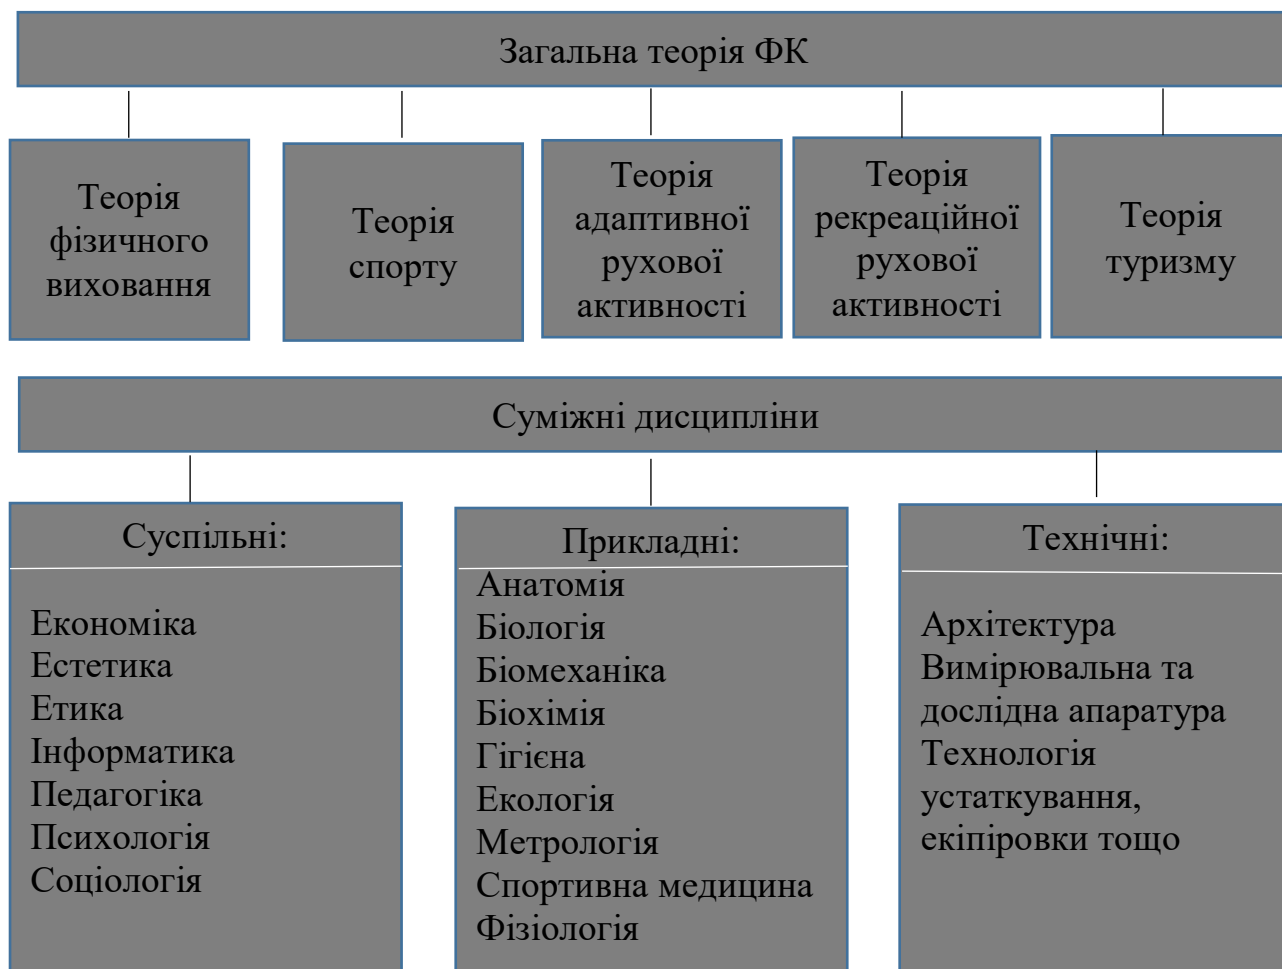 Загальна теорія ФК
Теорія
фізичного
виховання
Теорія
спорту
Теорія
адаптивної
рухової
активності
Теорія
рекреаційної
рухової
активності
Теорія
туризму
Суміжні дисципліни
Суспільні:
Економіка
Естетика
Етика
Інформатика
Педагогіка
Психологія
Соціологія
Прикладні:
Анатомія
Біологія
Біомеханіка
Біохімія
Гігієна
Екологія
Метрологія
Спортивна медицина
Фізіологія
Технічні:
Архітектура
Вимірювальна та
дослідна апаратура
Технологія
устаткування,
екіпіровки тощо